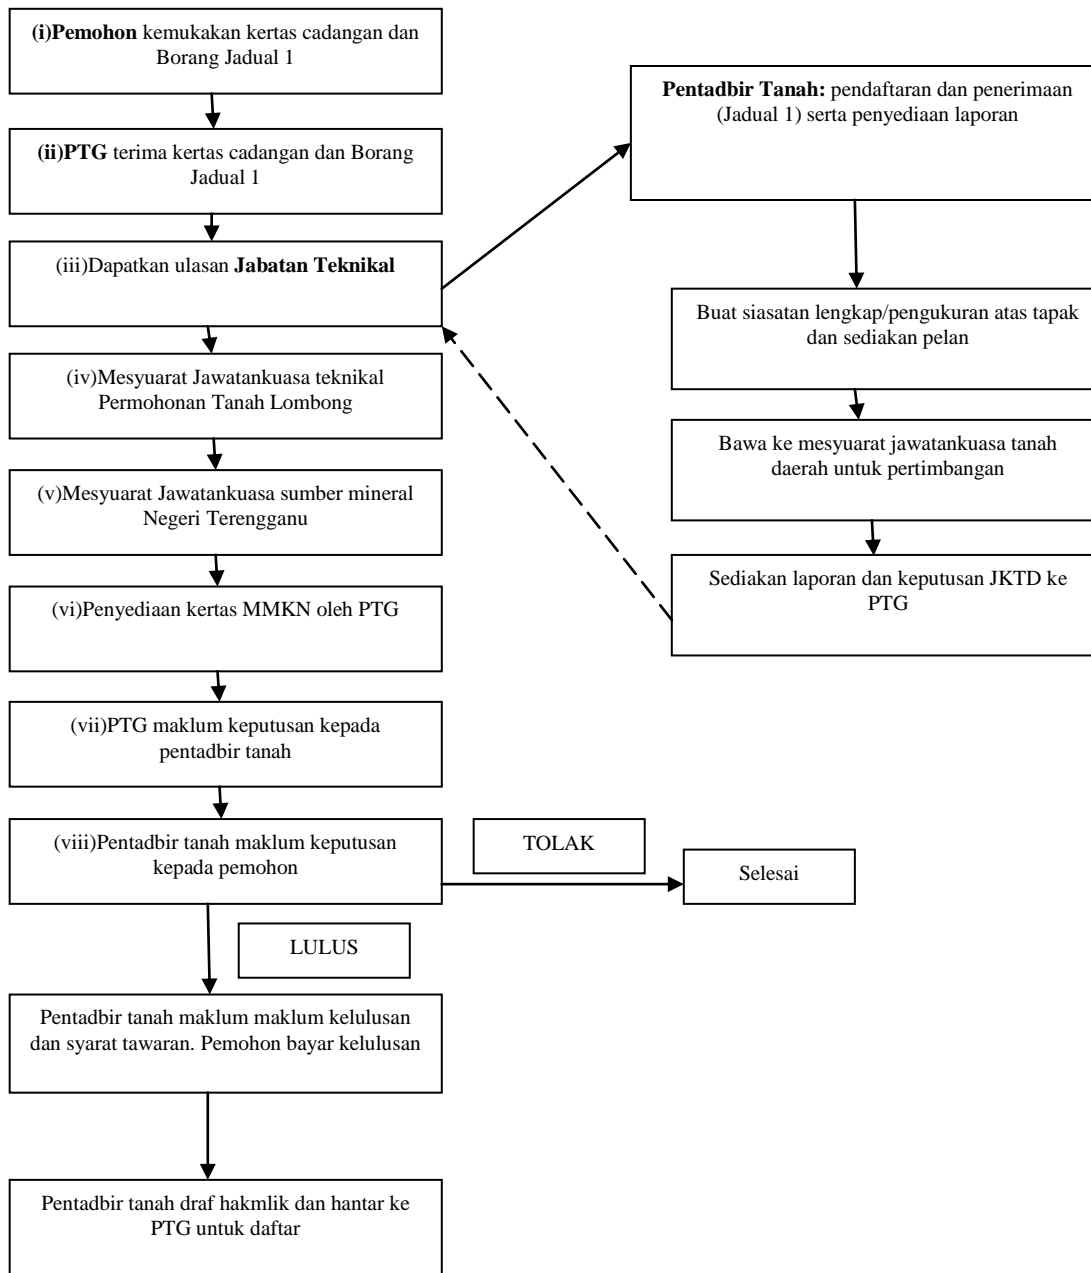 (i)Pemohon kemukakan kertas cadangan dan
Borang Jadual 1
(ii)PTG terima kertas cadangan dan Borang
Jadual 1
(iii)Dapatkan ulasan Jabatan Teknikal
(iv)Mesyuarat Jawatankuasa teknikal
Permohonan Tanah Lombong
(v)Mesyuarat Jawatankuasa sumber mineral
Negeri Terengganu
(vi)Penyediaan kertas MMKN oleh PTG
(vii)PTG maklum keputusan kepada
pentadbir tanah
(viii)Pentadbir tanah maklum keputusan
kepada pemohon
TOLAK
Selesai
LULUS
Pentadbir tanah maklum maklum kelulusan
dan syarat tawaran. Pemohon bayar kelulusan
Pentadbir tanah draf hakmlik dan hantar ke
PTG untuk daftar
Pentadbir Tanah: pendaftaran dan penerimaan
(Jadual 1) serta penyediaan laporan
Buat siasatan lengkap/pengukuran atas tapak
dan sediakan pelan
Bawa ke mesyuarat jawatankuasa tanah
daerah untuk pertimbangan
Sediakan laporan dan keputusan JKTD ke
PTG